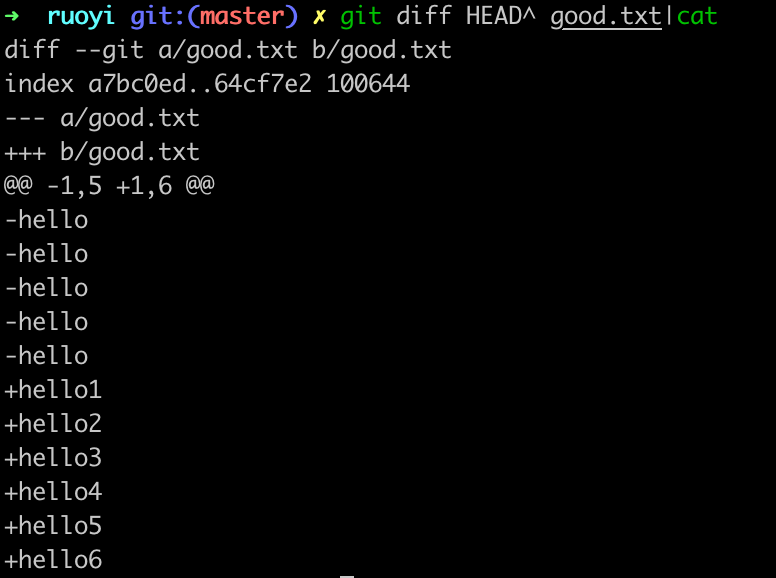 ➜ ruoyi git:(master) ✗ git diff HEAD^ good.txt|cat
diff --git a/good.txt b/good.txt
index a7bc0ed..64cf7e2 100644
--- a/good.txt
+++ b/good.txt
@@ -1,5 +1,6 @@
-hello
-hello
-hello
-hello
-hello
+hello1
+hello2
+hello3
+hello4
+hello5
+hello6